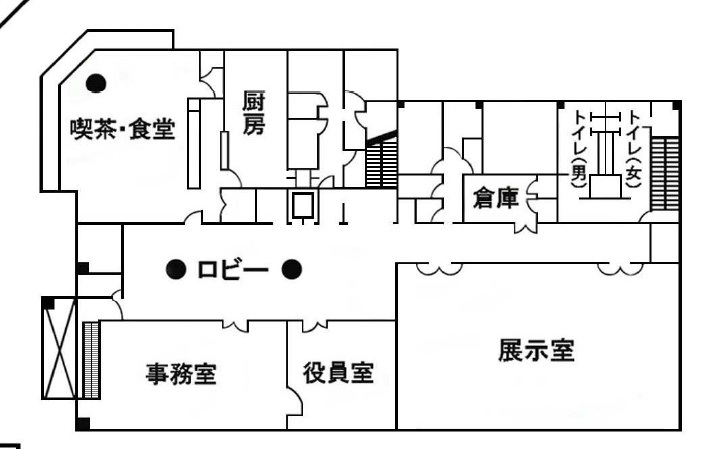 喫茶・食堂
厨房
トイレ(男)
トイレ(女)
倉庫
ロビー
事務室
役員室
展示室